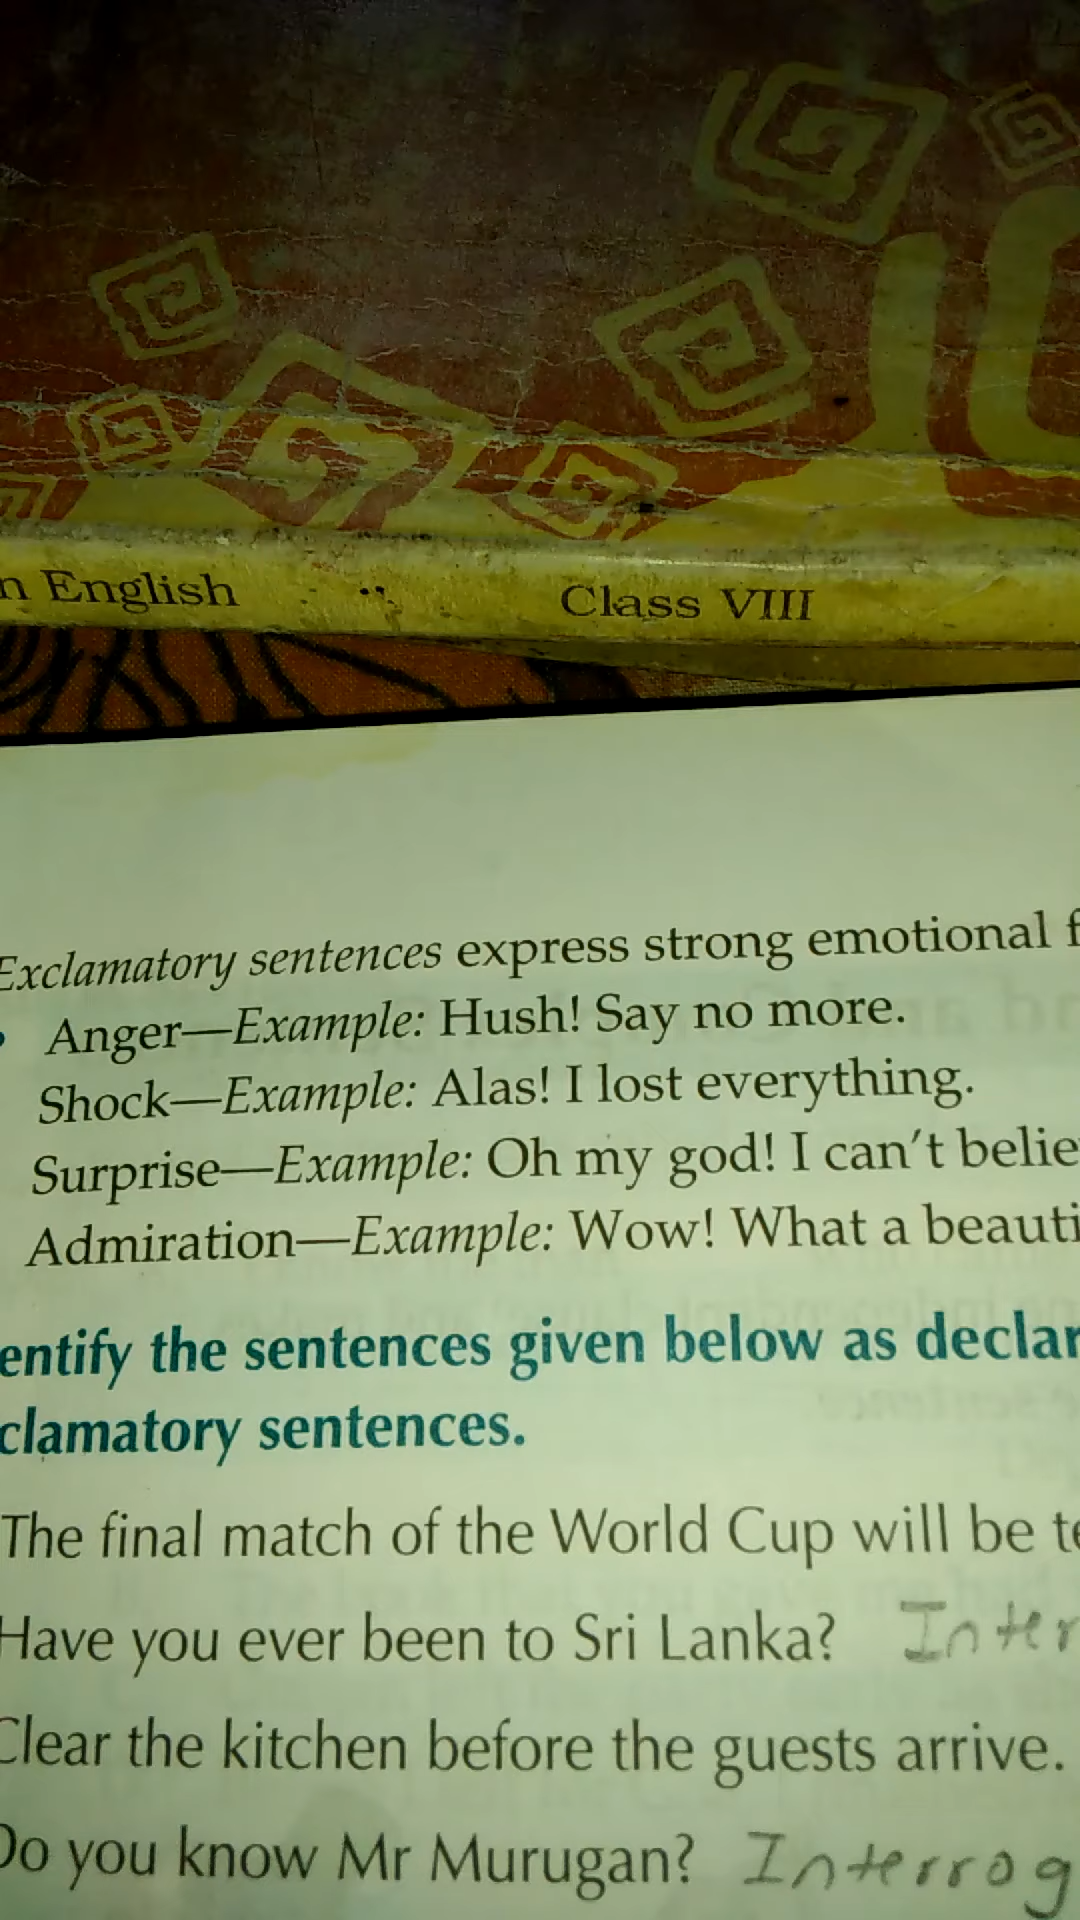 English
Class VIII
Exclamatory sentences express strong emotional
Anger—Example: Hush! Say no more.
Shock—Example: Alas! I lost everything.
Surprise—Example: Oh my god! I can't belie
Admiration—Example: Wow! What a beauti
entify the sentences given below as declar
clamatory sentences.
The final match of the World Cup will be te
Have you ever been to Sri Lanka? Inter
Clear the kitchen before the guests arrive.
Do you know Mr Murugan? Interrog